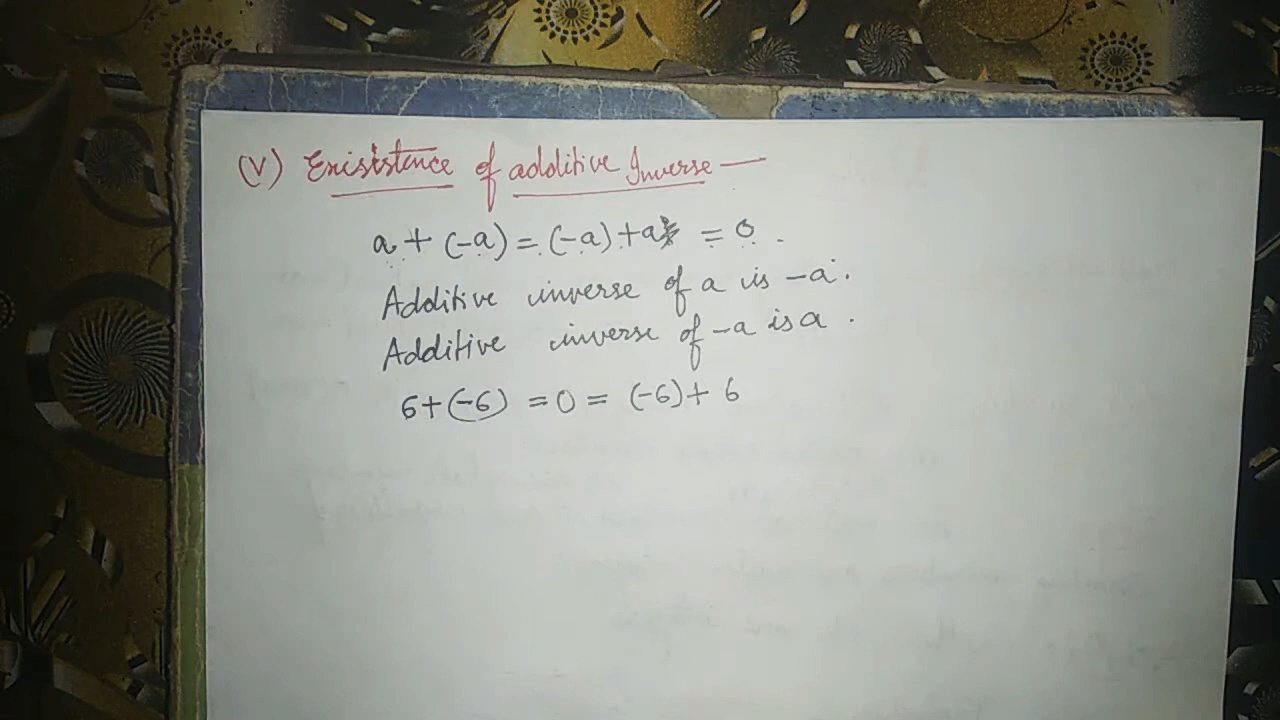 (V) Exisistence of additive Inverse —
a + (-a) = (-a) + a = 0 .
Additive inverse of a is -a.
Additive inverse of -a is a .
6+(-6) = 0 = (-6)+ 6